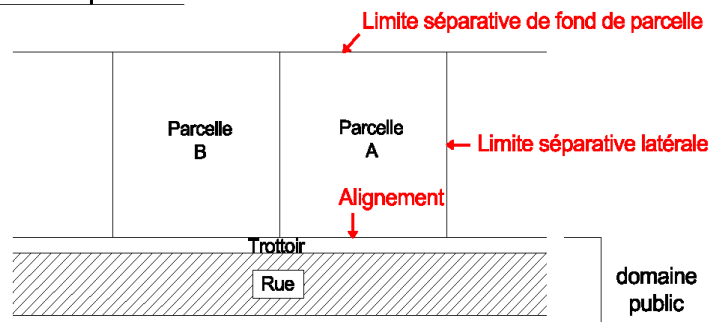 Limite séparative de fond de parcelle
Parcelle
B
Parcelle
A
Limite séparative latérale
Alignement
Trottoir
Rue
domaine
public